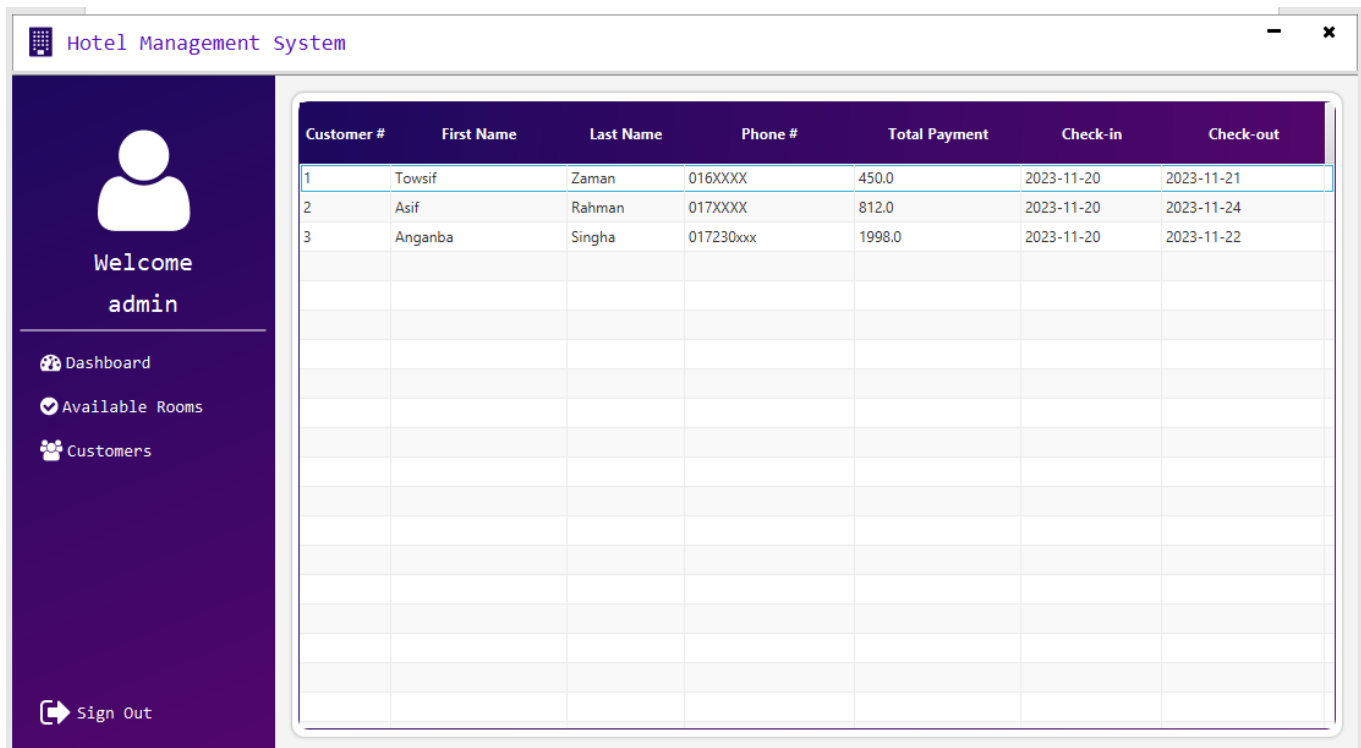 Hotel Management System
Welcome
admin
Dashboard
Available Rooms
Customers
Sign Out
Customer # First Name Last Name Phone # Total Payment Check-in Check-out
1 Towsif Zaman 016XXXX 450.0 2023-11-20 2023-11-21
2 Asif Rahman 017XXXX 812.0 2023-11-20 2023-11-24
3 Anganba Singha 017230xxx 1998.0 2023-11-20 2023-11-22